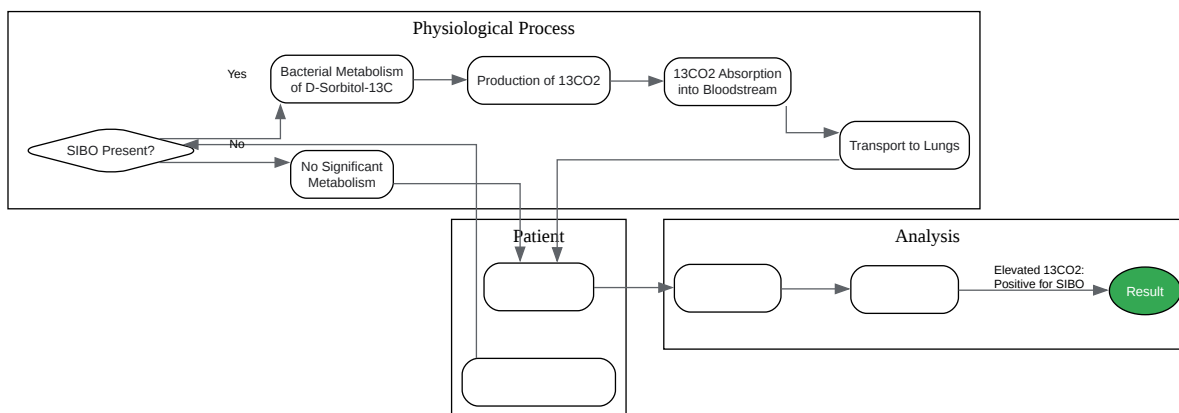 Physiological Process
Yes
Bacterial Metabolism
of D-Sorbitol-13C
Production of 13CO2
13CO2 Absorption
into Bloodstream
SIBO Present?
No
No Significant
Metabolism
Transport to Lungs
Patient
Analysis
Elevated 13CO2:
Positive for SIBO
Result